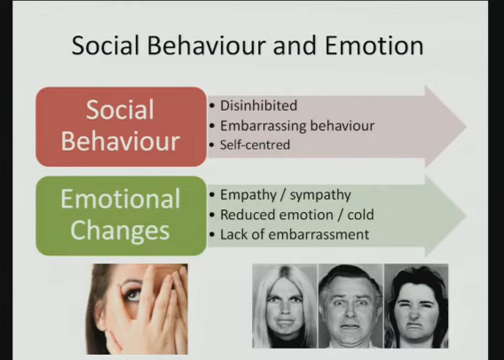 Social Behaviour and Emotion
Social
Behaviour
• Disinhibited
• Embarrassing behaviour
• Self-centred
Emotional
Changes
• Empathy / sympathy
• Reduced emotion / cold
• Lack of embarrassment